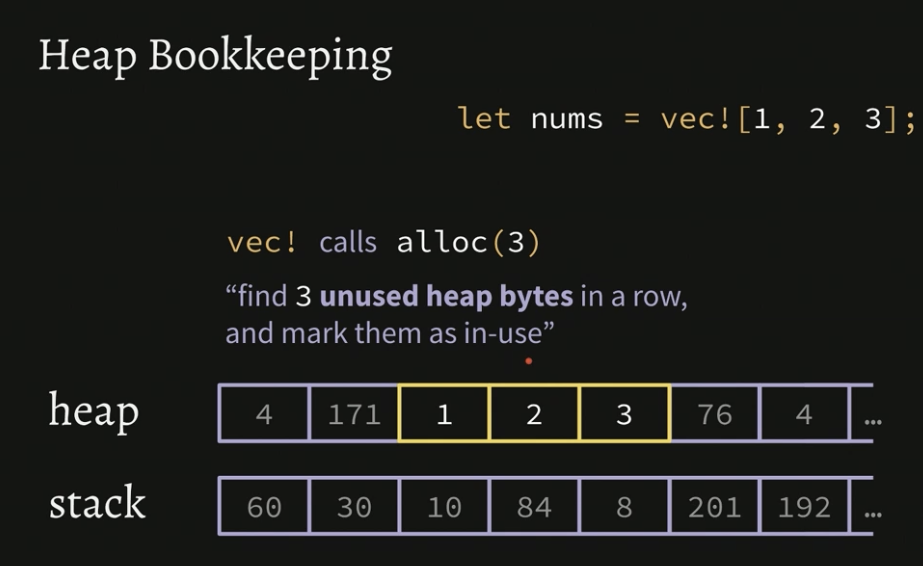 Heap Bookkeeping
let nums = vec![1, 2, 3];
vec! calls alloc(3)
“find 3 unused heap bytes in a row,
and mark them as in-use”
heap 4 171 1 2 3 76 4 ...
stack 60 30 10 84 8 201 192 ...